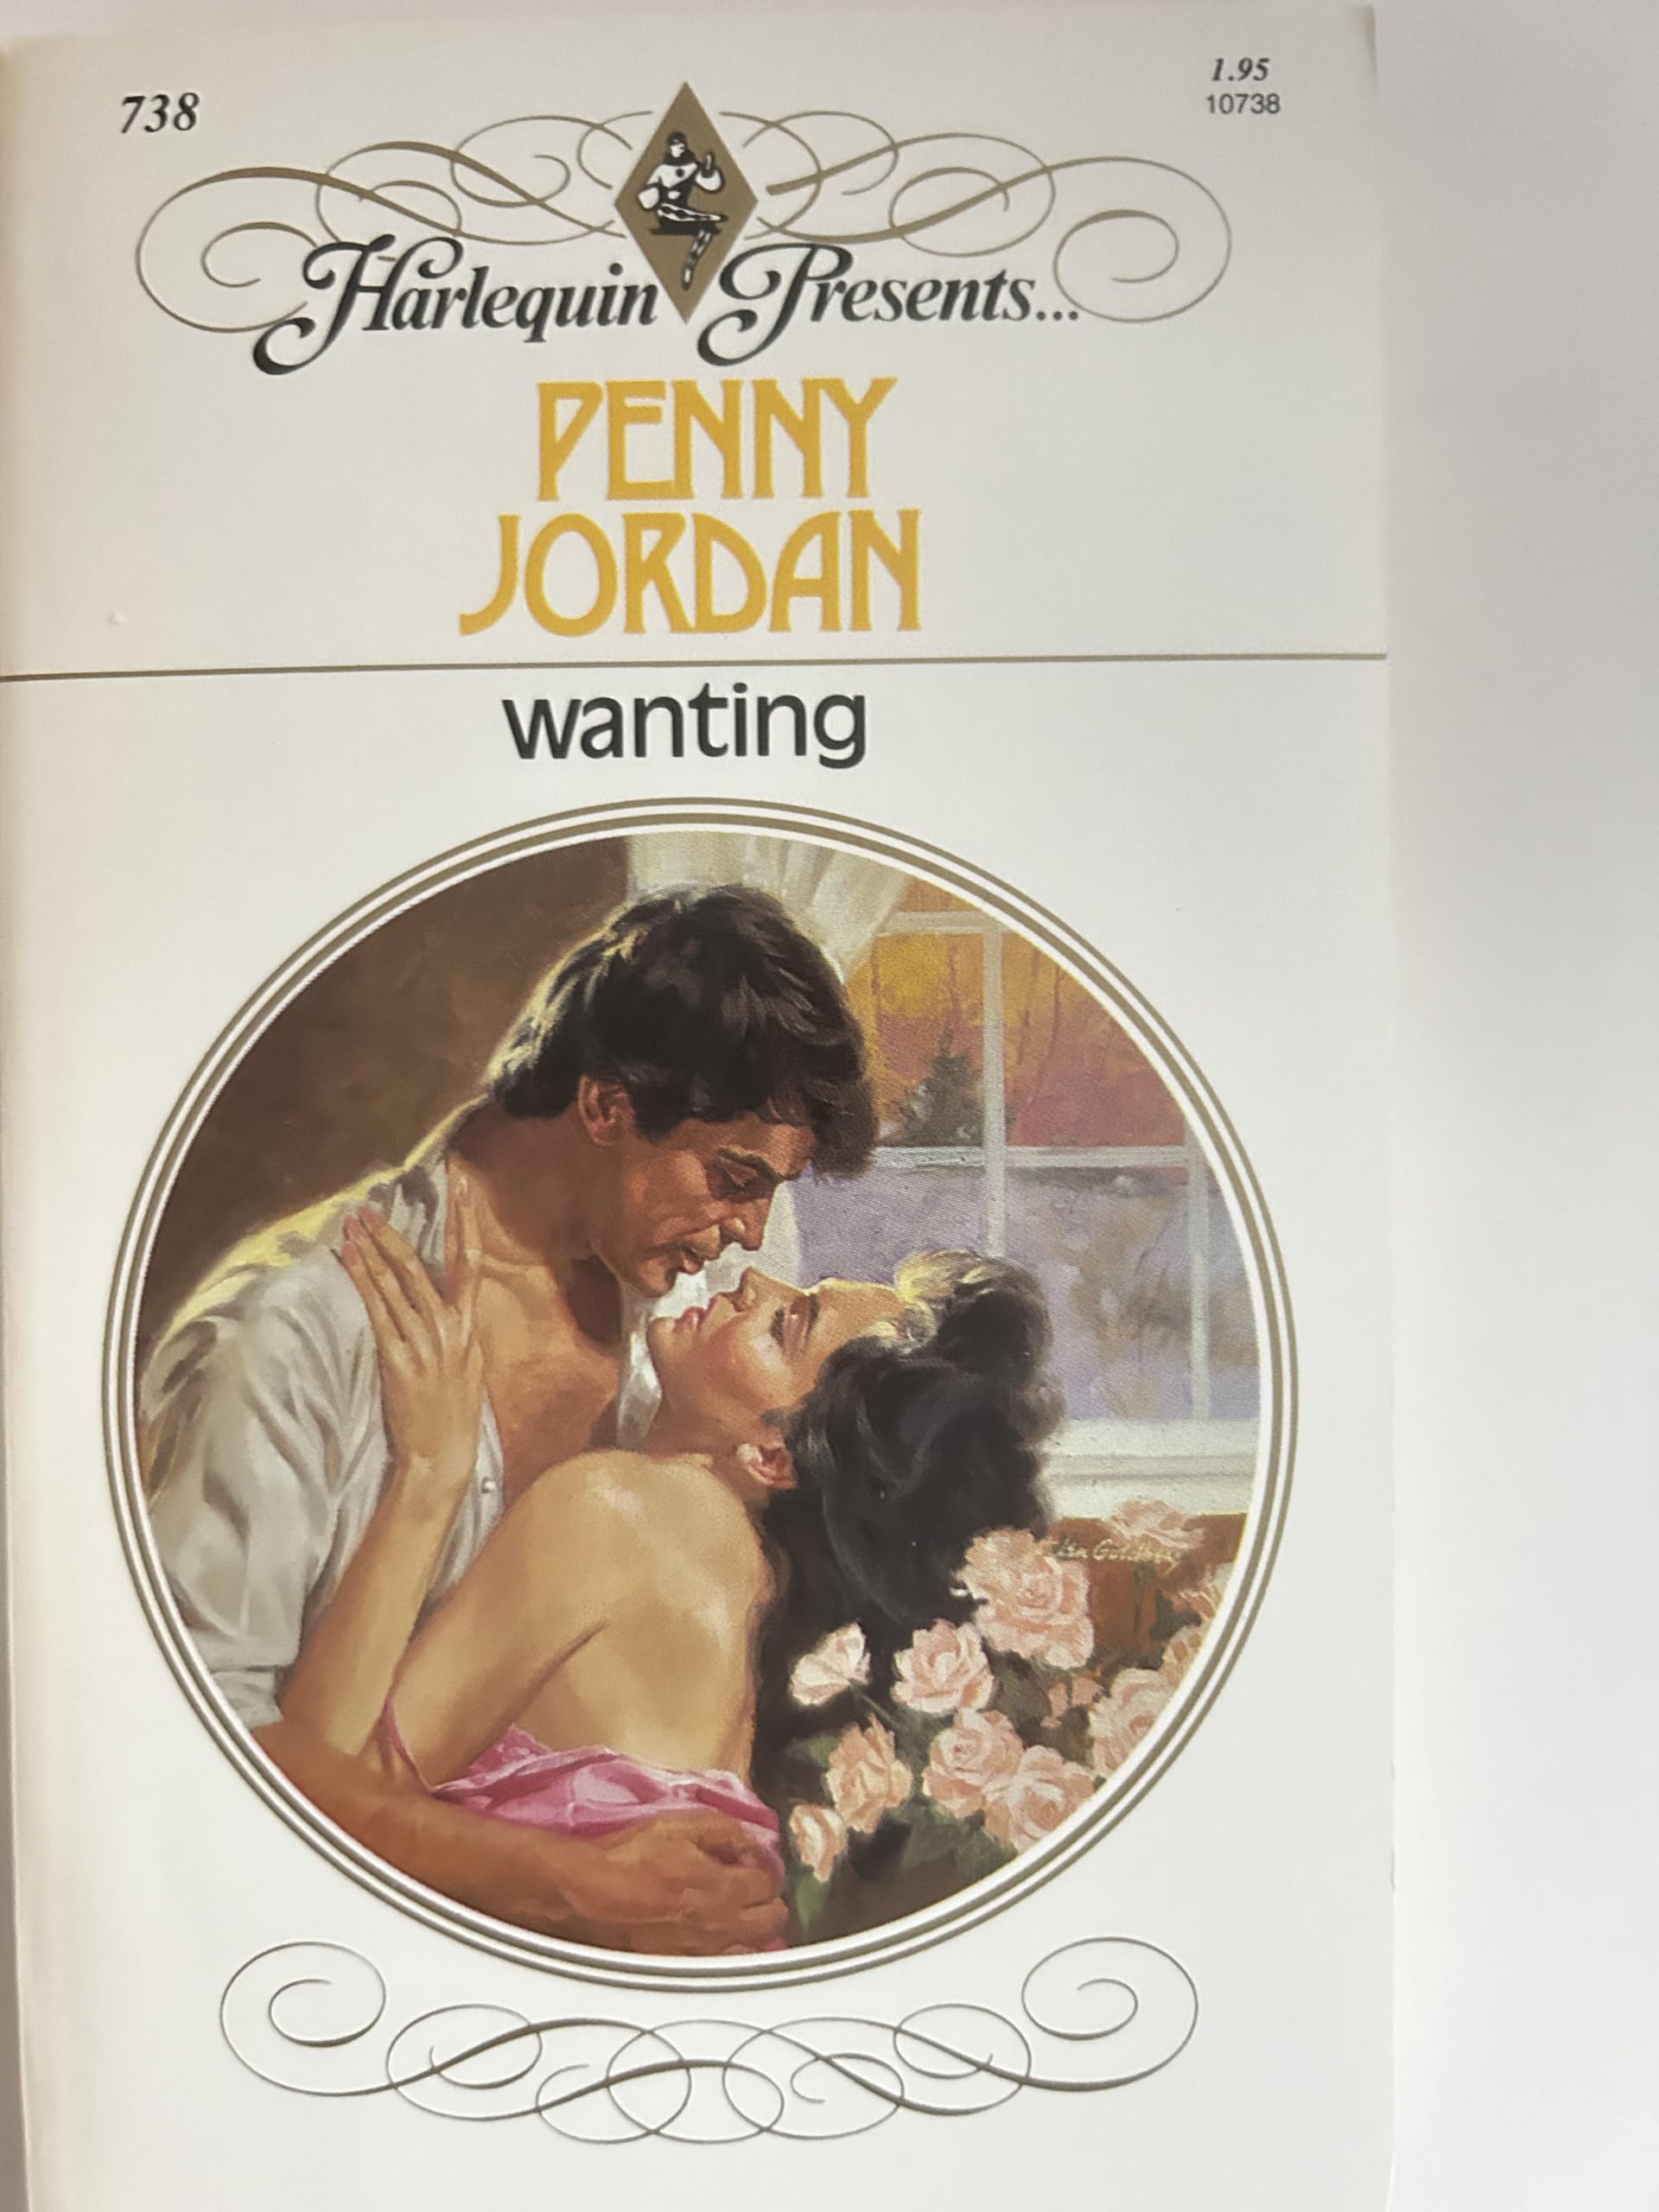 738
1.95
10738
Harlequin Presents...
PENNY
JORDAN
wanting